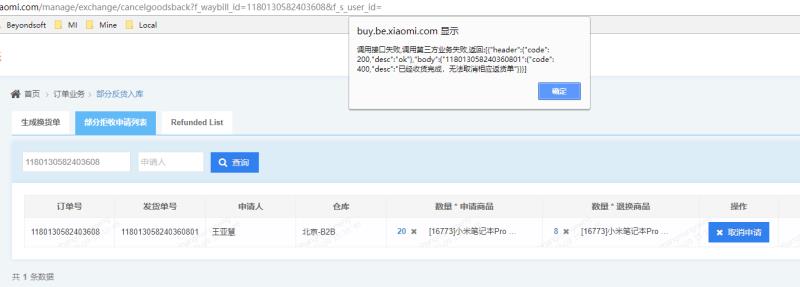 aomi.com/manage/exchange/cancelgoodsback?f_waybill_id=1180130582403608&f_s_user_id=
Beyondsoft MI Mine Local
buy.be.xiaomi.com 显示
调用接口失败,调用第三方业务失败,返回:[{"header":{"code":
200,"desc":"ok"},"body":{"118013058240360801":{"code":
400,"desc":"已经收货完成，无法取消相应返货单"}}}]
确定
首页 > 订单业务 > 部分反货入库
生成换货单 部分拒收申请列表 Refunded List
1180130582403608 申请人 查询
订单号 发货单号 申请人 仓库 数量 * 申请商品 数量 * 退换商品 操作
1180130582403608 118013058240360801 王亚慧 北京-B2B 20 ✖ [16773]小米笔记本Pro ... 8 ✖ [16773]小米笔记本Pro ... ✖ 取消申请
共 1 条数据